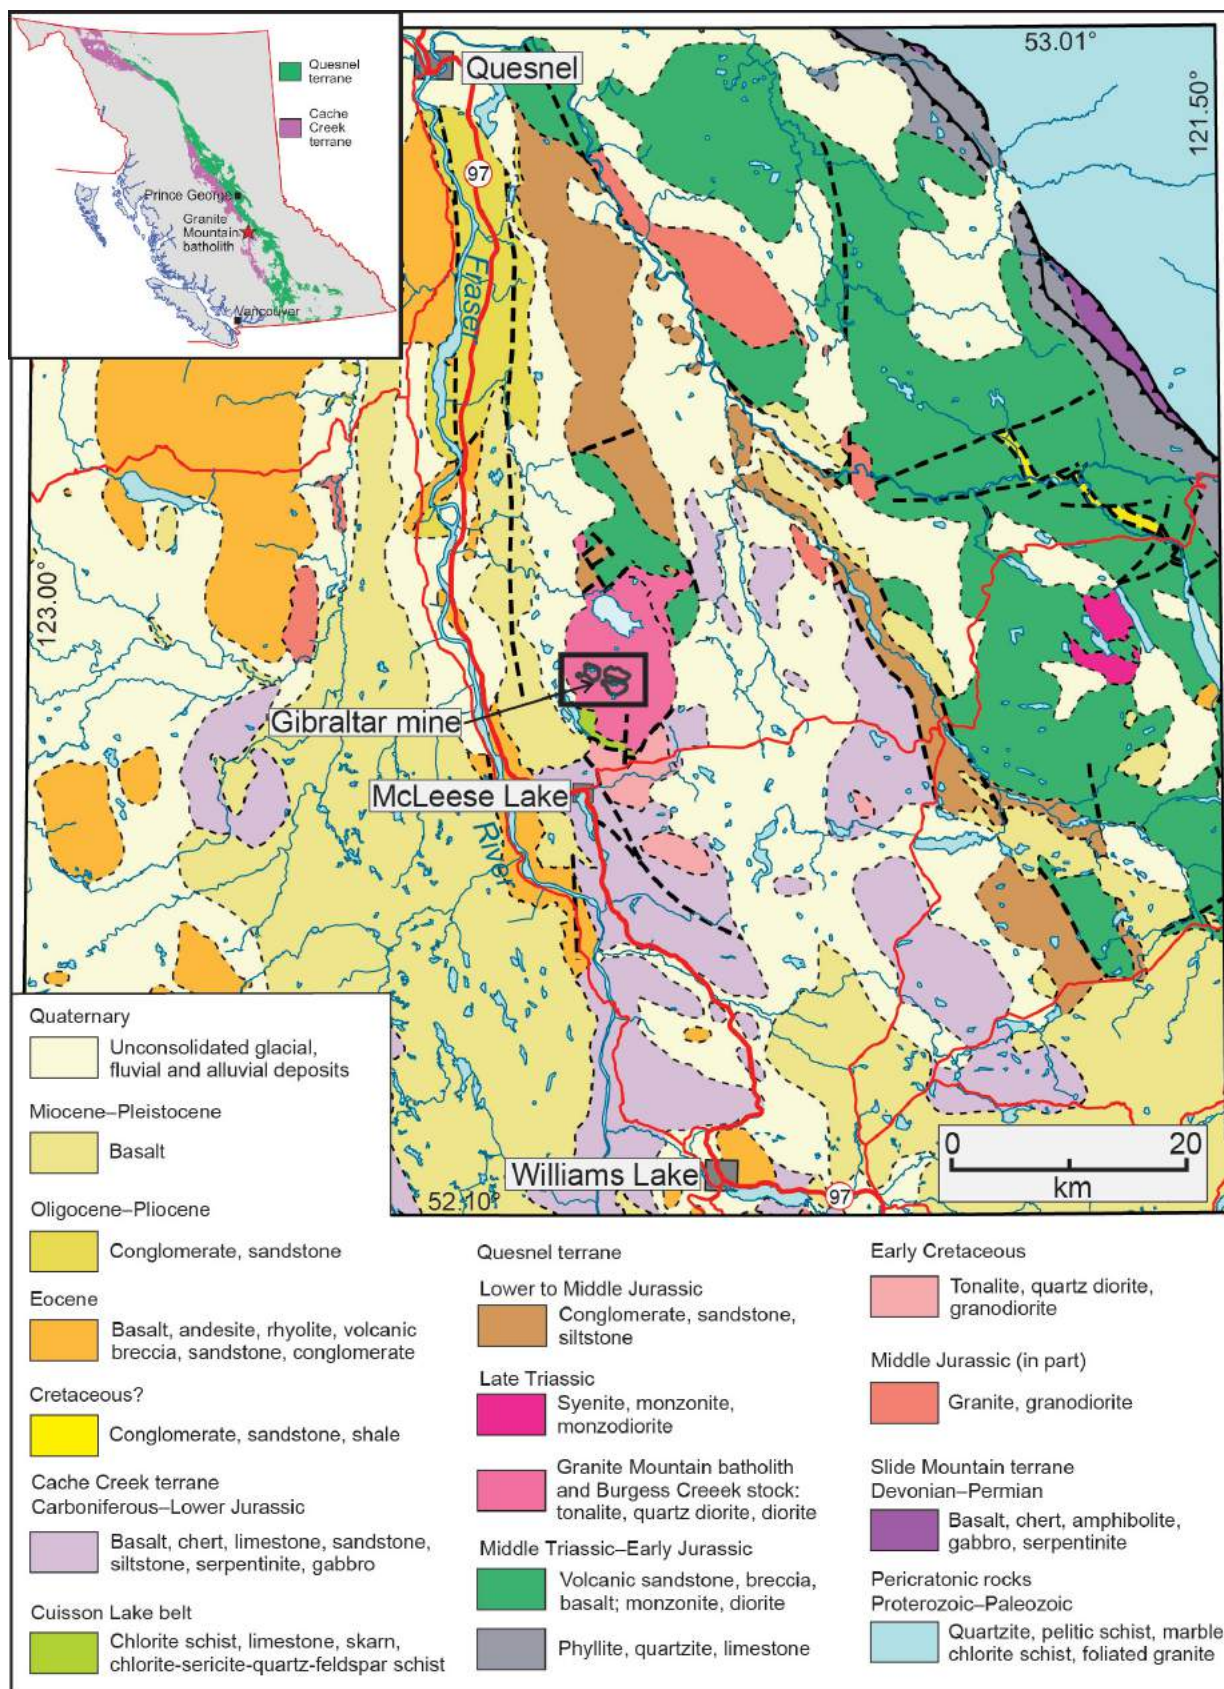 Quesnel
terrane
Cache
Creek
terrane
Prince George
Granite
Mountain
batholith
Vancouver
Quesnel
53.01°
121.50°
97
Fraser
123.00°
Gibraltar mine
McLeese Lake
River
Williams Lake
97
52.10°
0 20
km
Quaternary
Unconsolidated glacial,
fluvial and alluvial deposits
Miocene–Pleistocene
Basalt
Oligocene–Pliocene
Conglomerate, sandstone
Eocene
Basalt, andesite, rhyolite, volcanic
breccia, sandstone, conglomerate
Cretaceous?
Conglomerate, sandstone, shale
Cache Creek terrane
Carboniferous–Lower Jurassic
Basalt, chert, limestone, sandstone,
siltstone, serpentinite, gabbro
Cuisson Lake belt
Chlorite schist, limestone, skarn,
chlorite-sericite-quartz-feldspar schist
Quesnel terrane
Lower to Middle Jurassic
Conglomerate, sandstone,
siltstone
Late Triassic
Syenite, monzonite,
monzodiorite
Granite Mountain batholith
and Burgess Creeek stock:
tonalite, quartz diorite, diorite
Middle Triassic–Early Jurassic
Volcanic sandstone, breccia,
basalt; monzonite, diorite
Phyllite, quartzite, limestone
Early Cretaceous
Tonalite, quartz diorite,
granodiorite
Middle Jurassic (in part)
Granite, granodiorite
Slide Mountain terrane
Devonian–Permian
Basalt, chert, amphibolite,
gabbro, serpentinite
Pericratonic rocks
Proterozoic–Paleozoic
Quartzite, pelitic schist, marble
chlorite schist, foliated granite